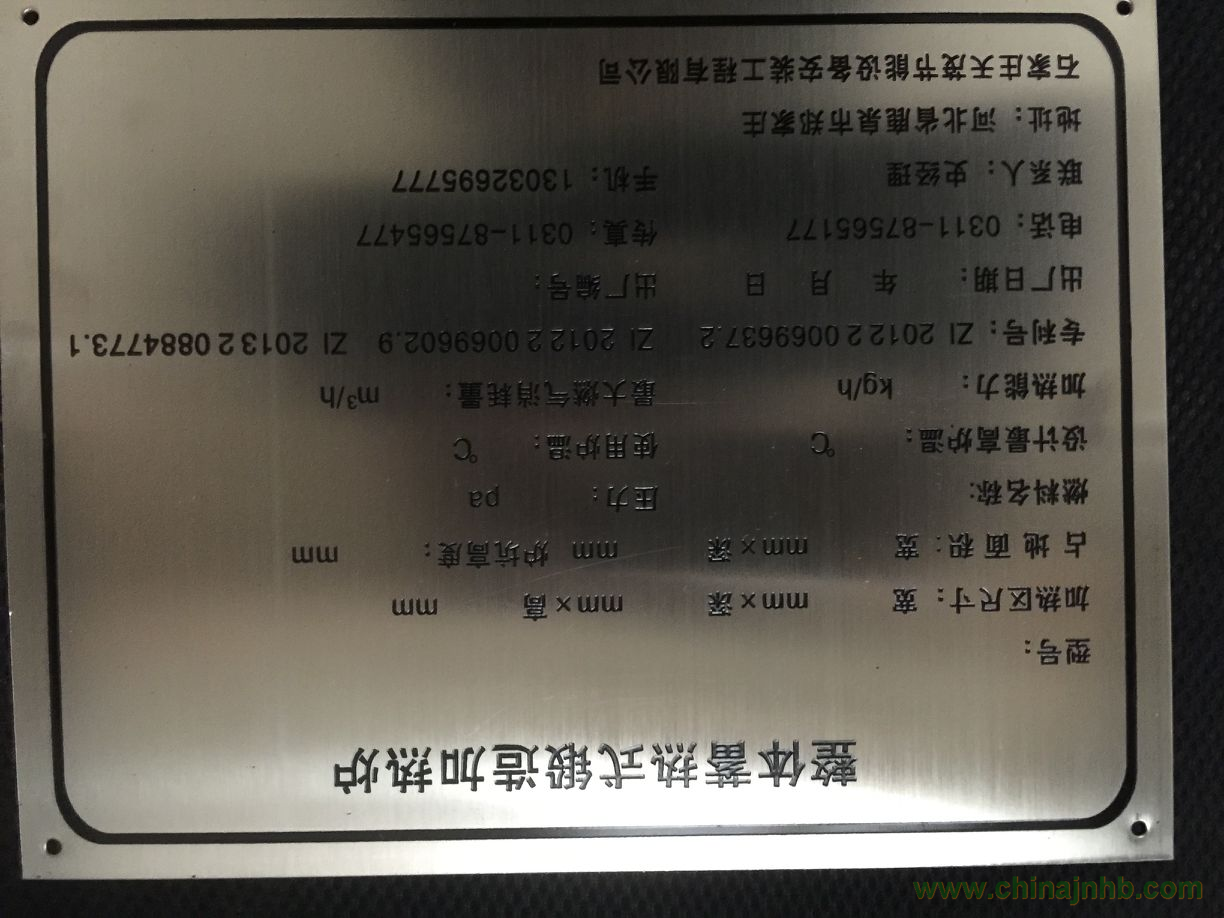 整体蓄热式锻造加热炉
型号：
加热区尺寸： 宽 mm×深 mm×高 mm
占地面积： 宽 mm×深 mm 炉坑高度： mm
燃料名称： 压力： pa
设计最高炉温： ℃ 使用炉温： ℃
加热能力： kg/h 最大燃气消耗量： m³/h
专利号：ZI 2012 2 0069637.2 ZI 2012 2 0069602.9 ZI 2013 2 0884773.1
出厂日期： 年 月 日 出厂编号：
电话：0311-87565177 传真：0311-87565477
联系人：史经理 手机：13032695777
地址：河北省鹿泉市郑家庄
石家庄天茂节能设备安装工程有限公司
www.chinajnhb.com